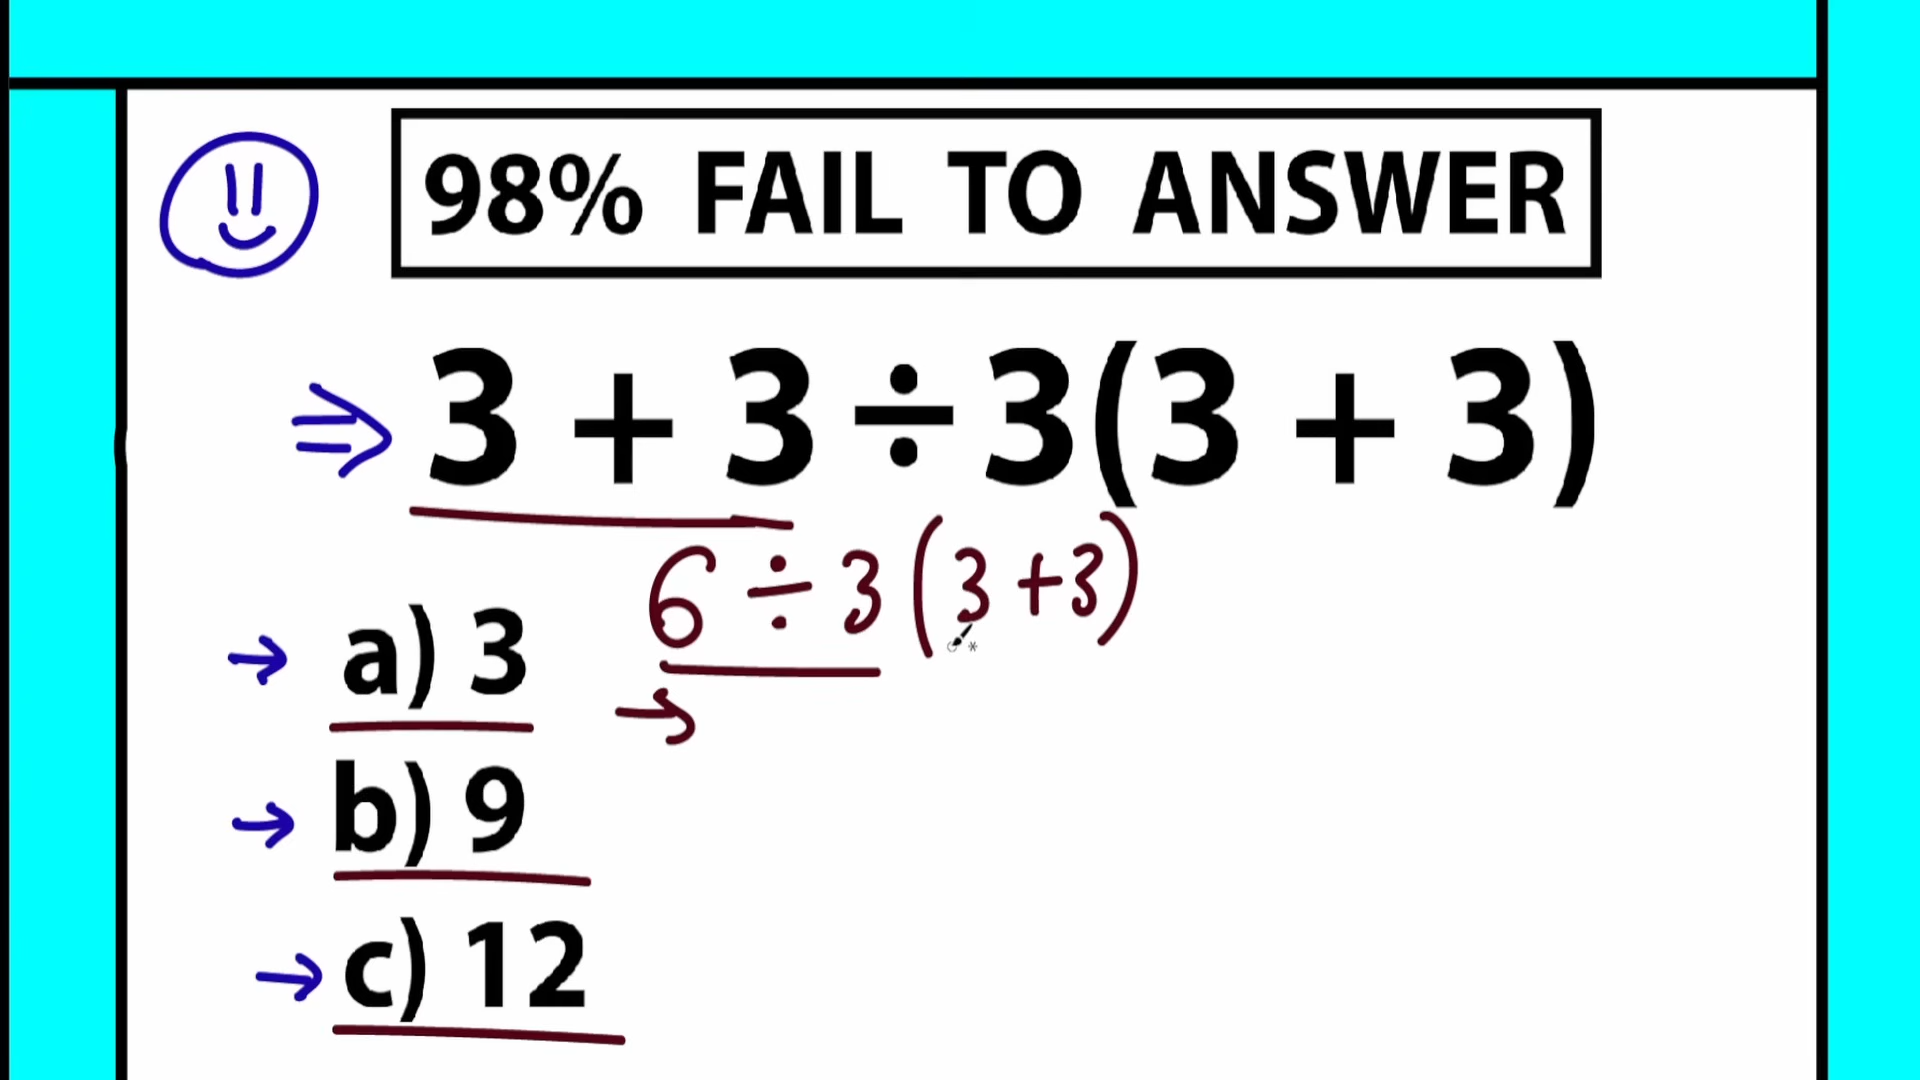 98% FAIL TO ANSWER
⇒ 3 + 3 ÷ 3(3 + 3)
6 ÷ 3 (3 + 3)
→ a) 3
→
→ b) 9
→ c) 12